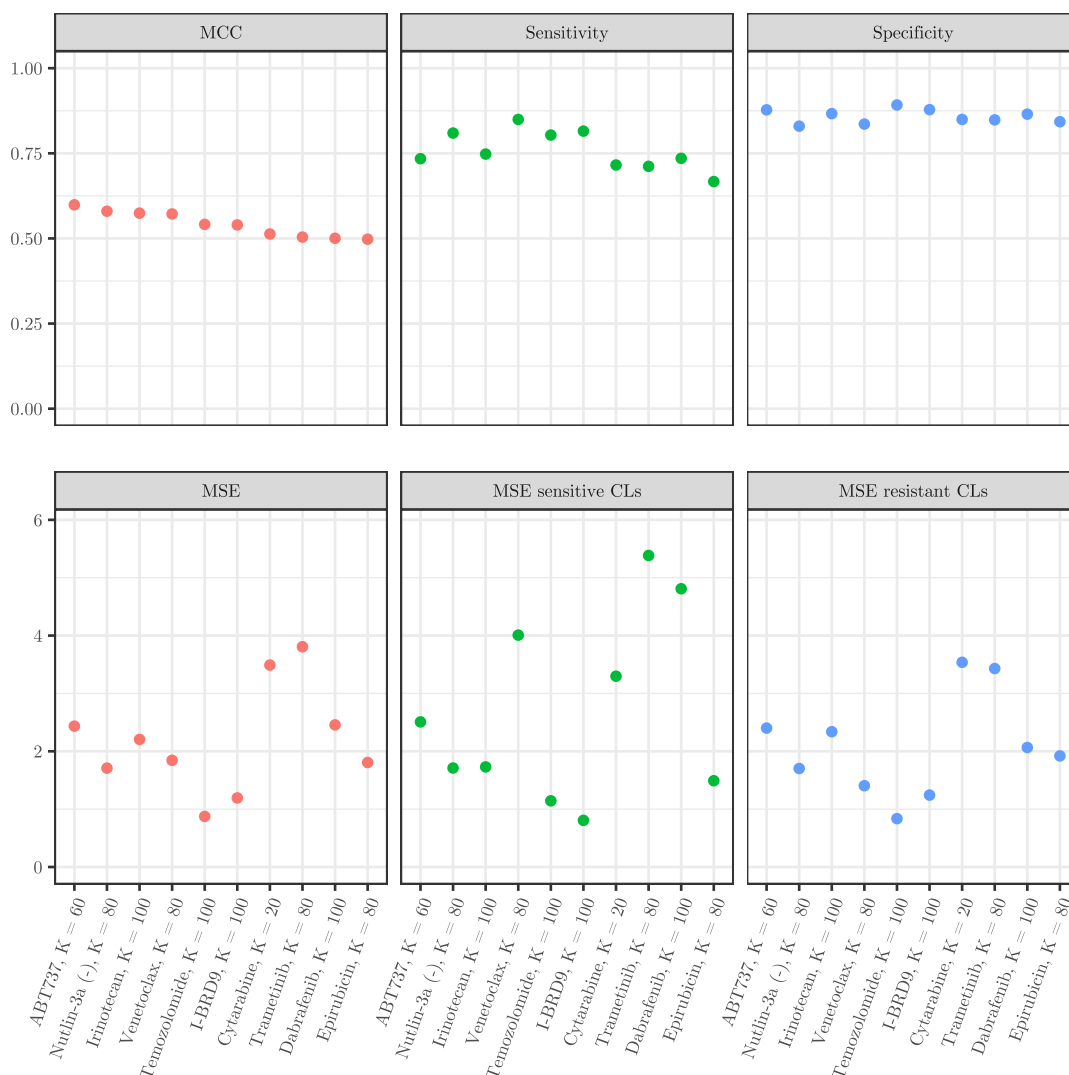 MCC
Sensitivity
Specificity
1.00
0.75
0.50
0.25
0.00
MSE
MSE sensitive CLs
MSE resistant CLs
6
4
2
0
ABT737, K = 60
Nutlin-3a (-), K = 80
Irinotecan, K = 100
Venetoclax, K = 80
Temozolomide, K = 100
I-BRD9, K = 100
Cytarabine, K = 20
Trametinib, K = 80
Dabrafenib, K = 100
Epirubicin, K = 80
ABT737, K = 60
Nutlin-3a (-), K = 80
Irinotecan, K = 100
Venetoclax, K = 80
Temozolomide, K = 100
I-BRD9, K = 100
Cytarabine, K = 20
Trametinib, K = 80
Dabrafenib, K = 100
Epirubicin, K = 80
ABT737, K = 60
Nutlin-3a (-), K = 80
Irinotecan, K = 100
Venetoclax, K = 80
Temozolomide, K = 100
I-BRD9, K = 100
Cytarabine, K = 20
Trametinib, K = 80
Dabrafenib, K = 100
Epirubicin, K = 80